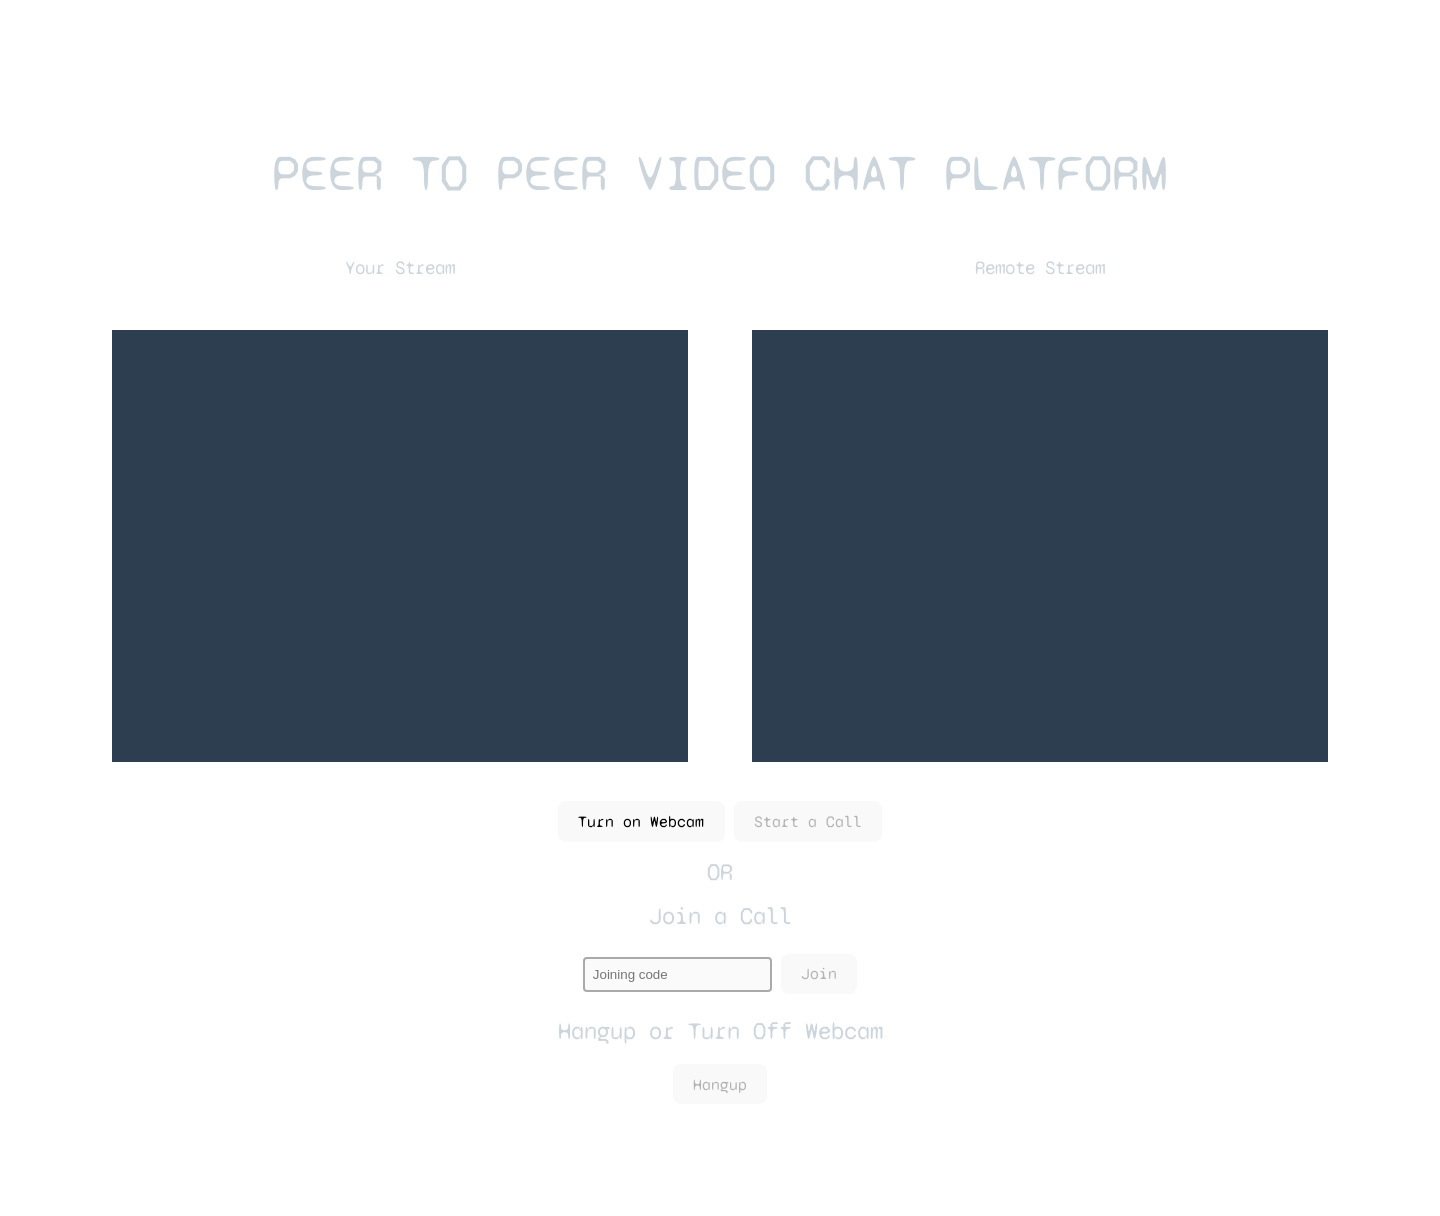 PEER TO PEER VIDEO CHAT PLATFORM
Your Stream
Remote Stream
Turn on Webcam
Start a Call
OR
Join a Call
Joining code
Join
Hangup or Turn Off Webcam
Hangup